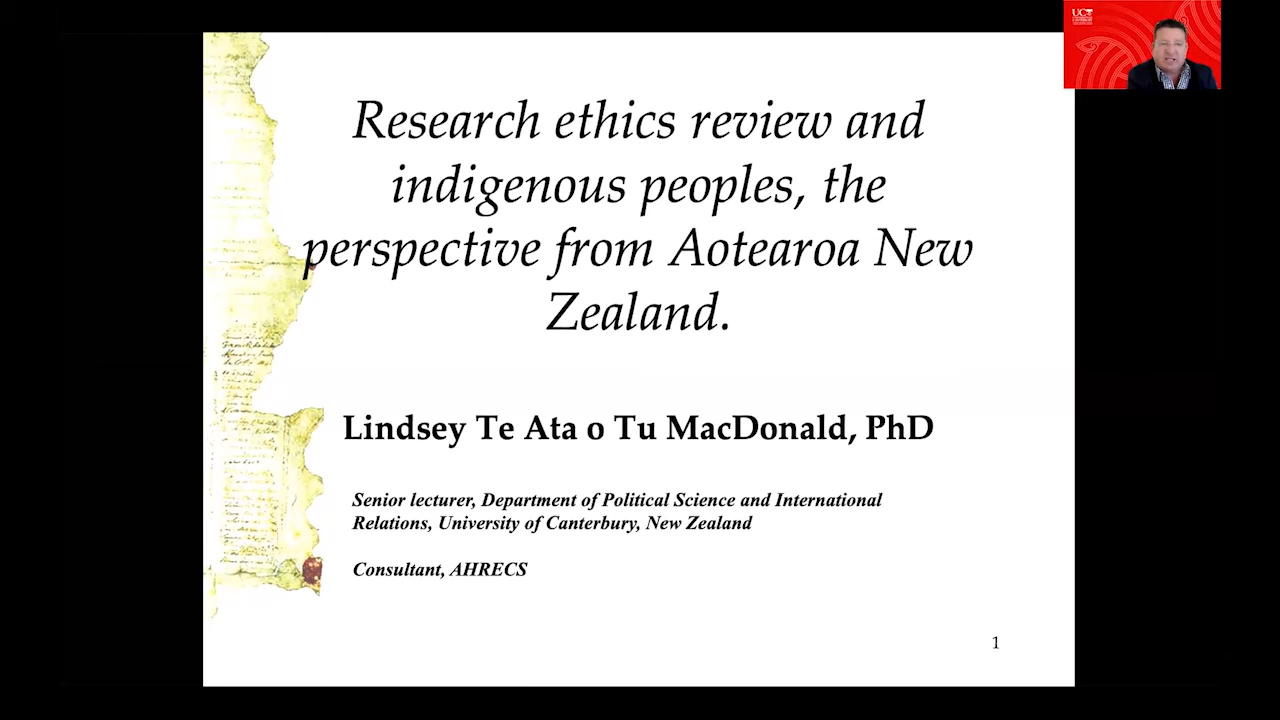 UC
Research ethics review and
indigenous peoples, the
perspective from Aotearoa New
Zealand.
Lindsey Te Ata o Tu MacDonald, PhD
Senior lecturer, Department of Political Science and International
Relations, University of Canterbury, New Zealand
Consultant, AHRECS
1